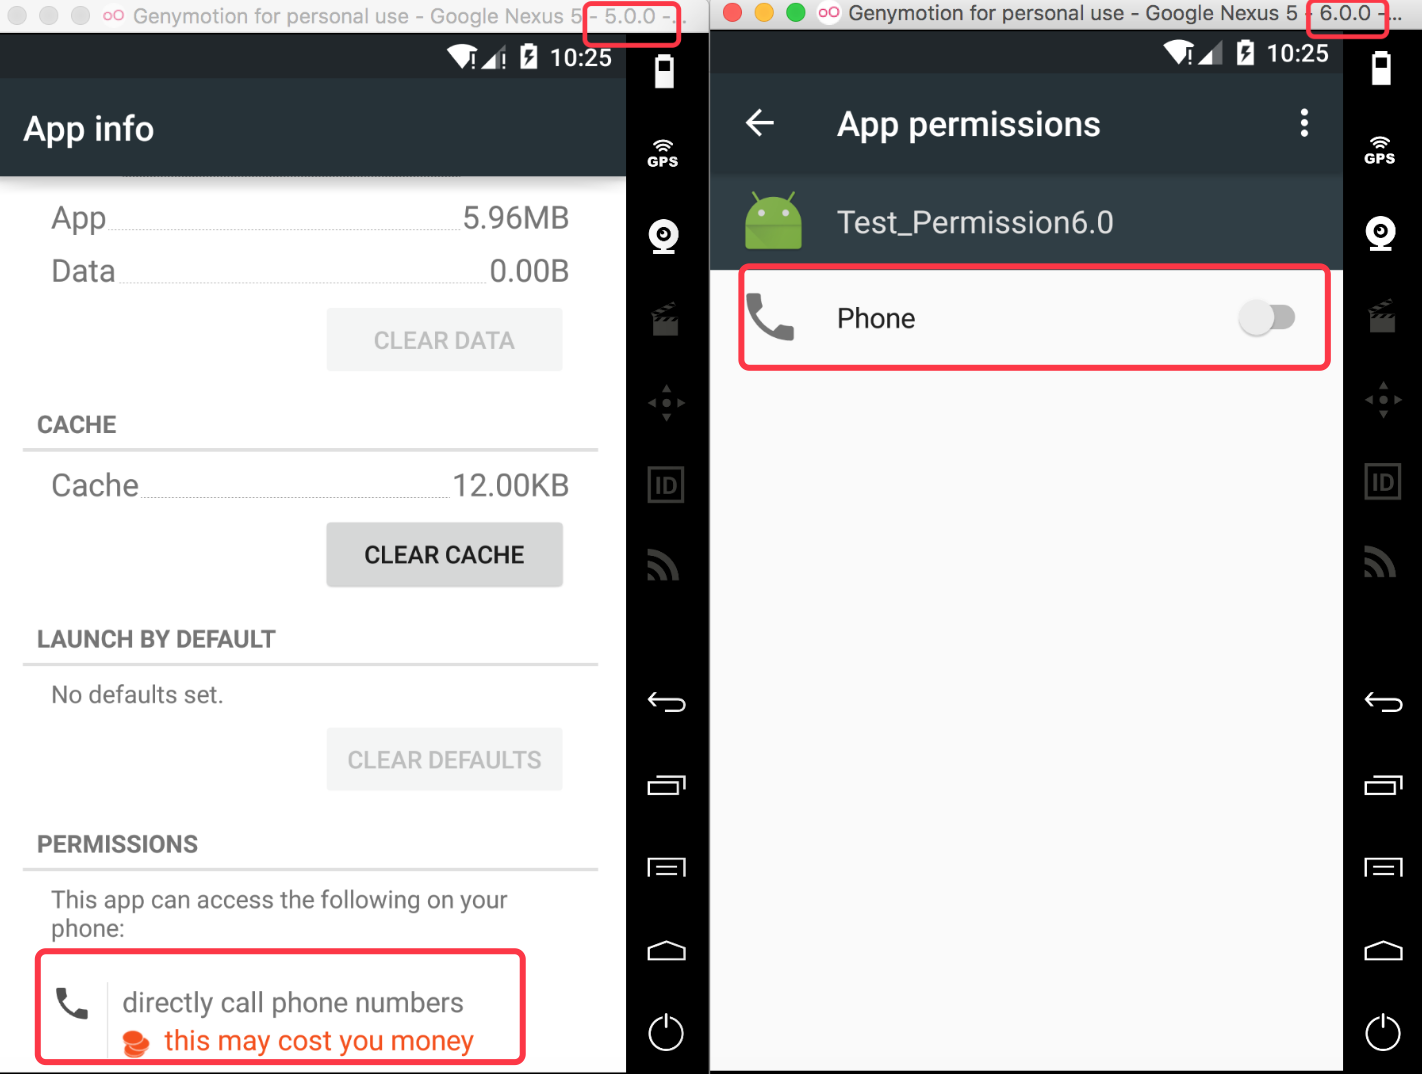 Genymotion for personal use - Google Nexus 5 - 5.0.0 -...
10:25
App info
App 5.96MB
Data 0.00B
CLEAR DATA
CACHE
Cache 12.00KB
CLEAR CACHE
LAUNCH BY DEFAULT
No defaults set.
CLEAR DEFAULTS
PERMISSIONS
This app can access the following on your
phone:
directly call phone numbers
this may cost you money
GPS
ID
Genymotion for personal use - Google Nexus 5 - 6.0.0 -...
10:25
App permissions
Test_Permission6.0
Phone
GPS
ID